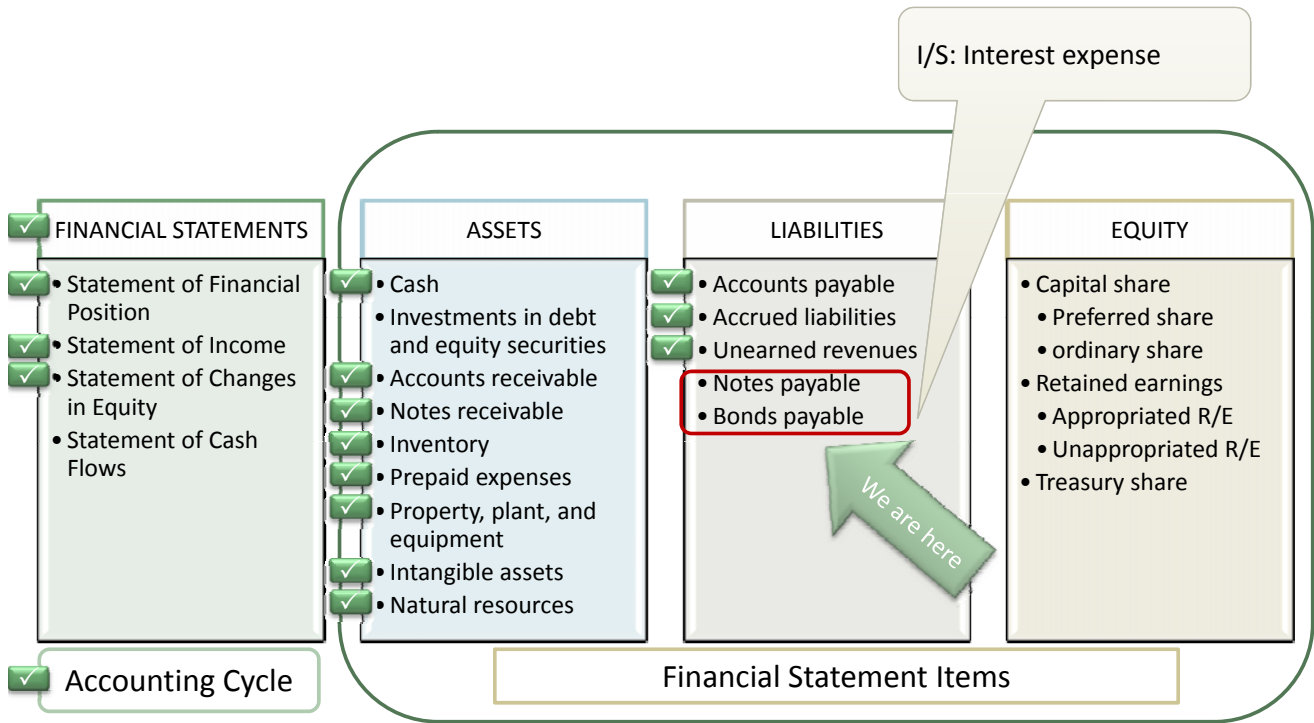 I/S: Interest expense
FINANCIAL STATEMENTS
• Statement of Financial
Position
• Statement of Income
• Statement of Changes
in Equity
• Statement of Cash
Flows
ASSETS
• Cash
• Investments in debt
and equity securities
• Accounts receivable
• Notes receivable
• Inventory
• Prepaid expenses
• Property, plant, and
equipment
• Intangible assets
• Natural resources
LIABILITIES
• Accounts payable
• Accrued liabilities
• Unearned revenues
• Notes payable
• Bonds payable
We are here
EQUITY
• Capital share
• Preferred share
• ordinary share
• Retained earnings
• Appropriated R/E
• Unappropriated R/E
• Treasury share
Accounting Cycle
Financial Statement Items